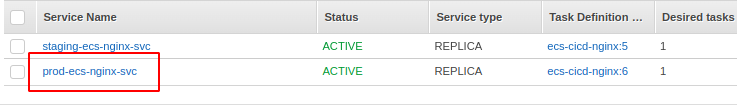 Service Name Status Service type Task Definition ... Desired tasks
staging-ecs-nginx-svc ACTIVE REPLICA ecs-cicd-nginx:5 1
prod-ecs-nginx-svc ACTIVE REPLICA ecs-cicd-nginx:6 1